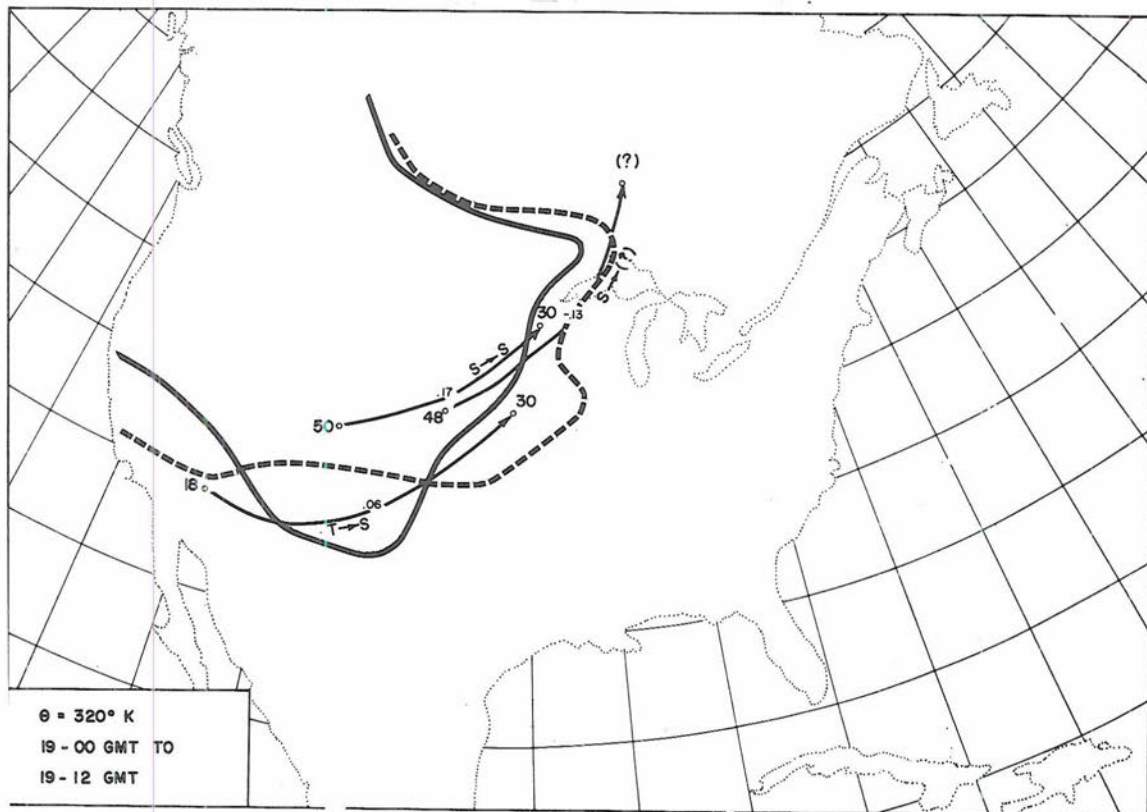 (?)
S → (?)
30 -.13
S → S
.17
30
50
48
18
.06
T → S
θ = 320° K
19 - 00 GMT TO
19 - 12 GMT